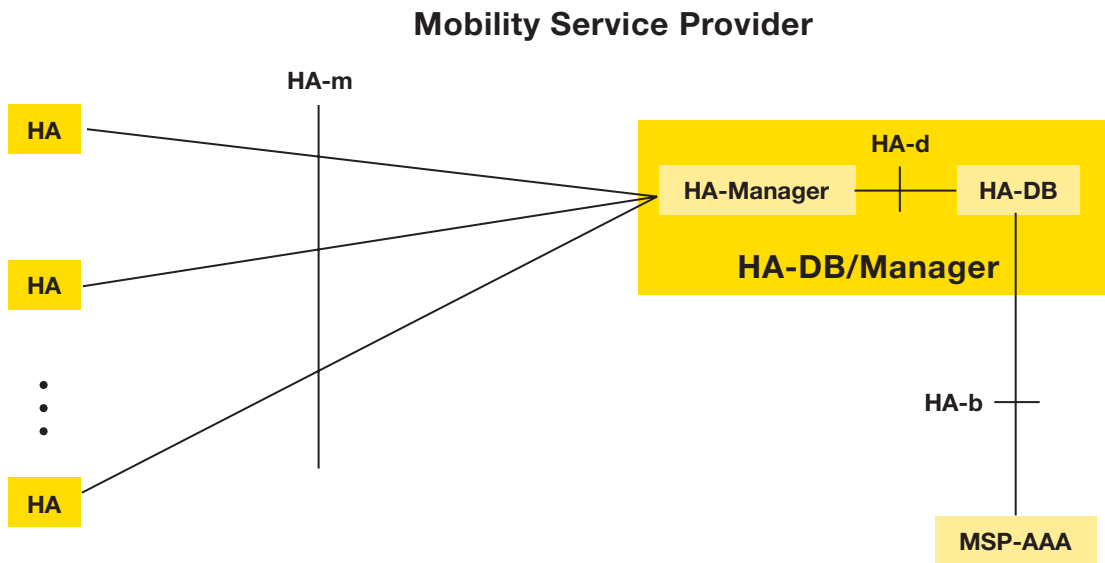 Mobility Service Provider
HA-m
HA
HA-d
HA-Manager
HA-DB
HA-DB/Manager
HA
HA-b
HA
MSP-AAA